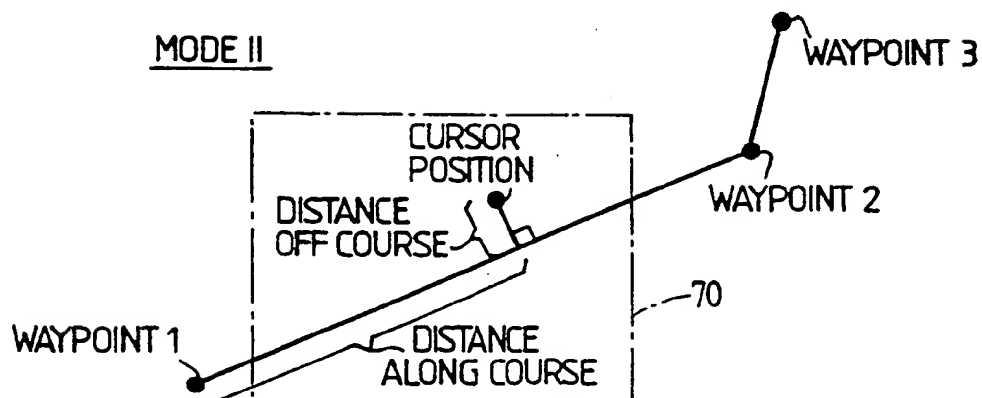 MODE II
WAYPOINT 3
CURSOR
POSITION
WAYPOINT 2
DISTANCE
OFF COURSE
70
WAYPOINT 1
DISTANCE
ALONG COURSE